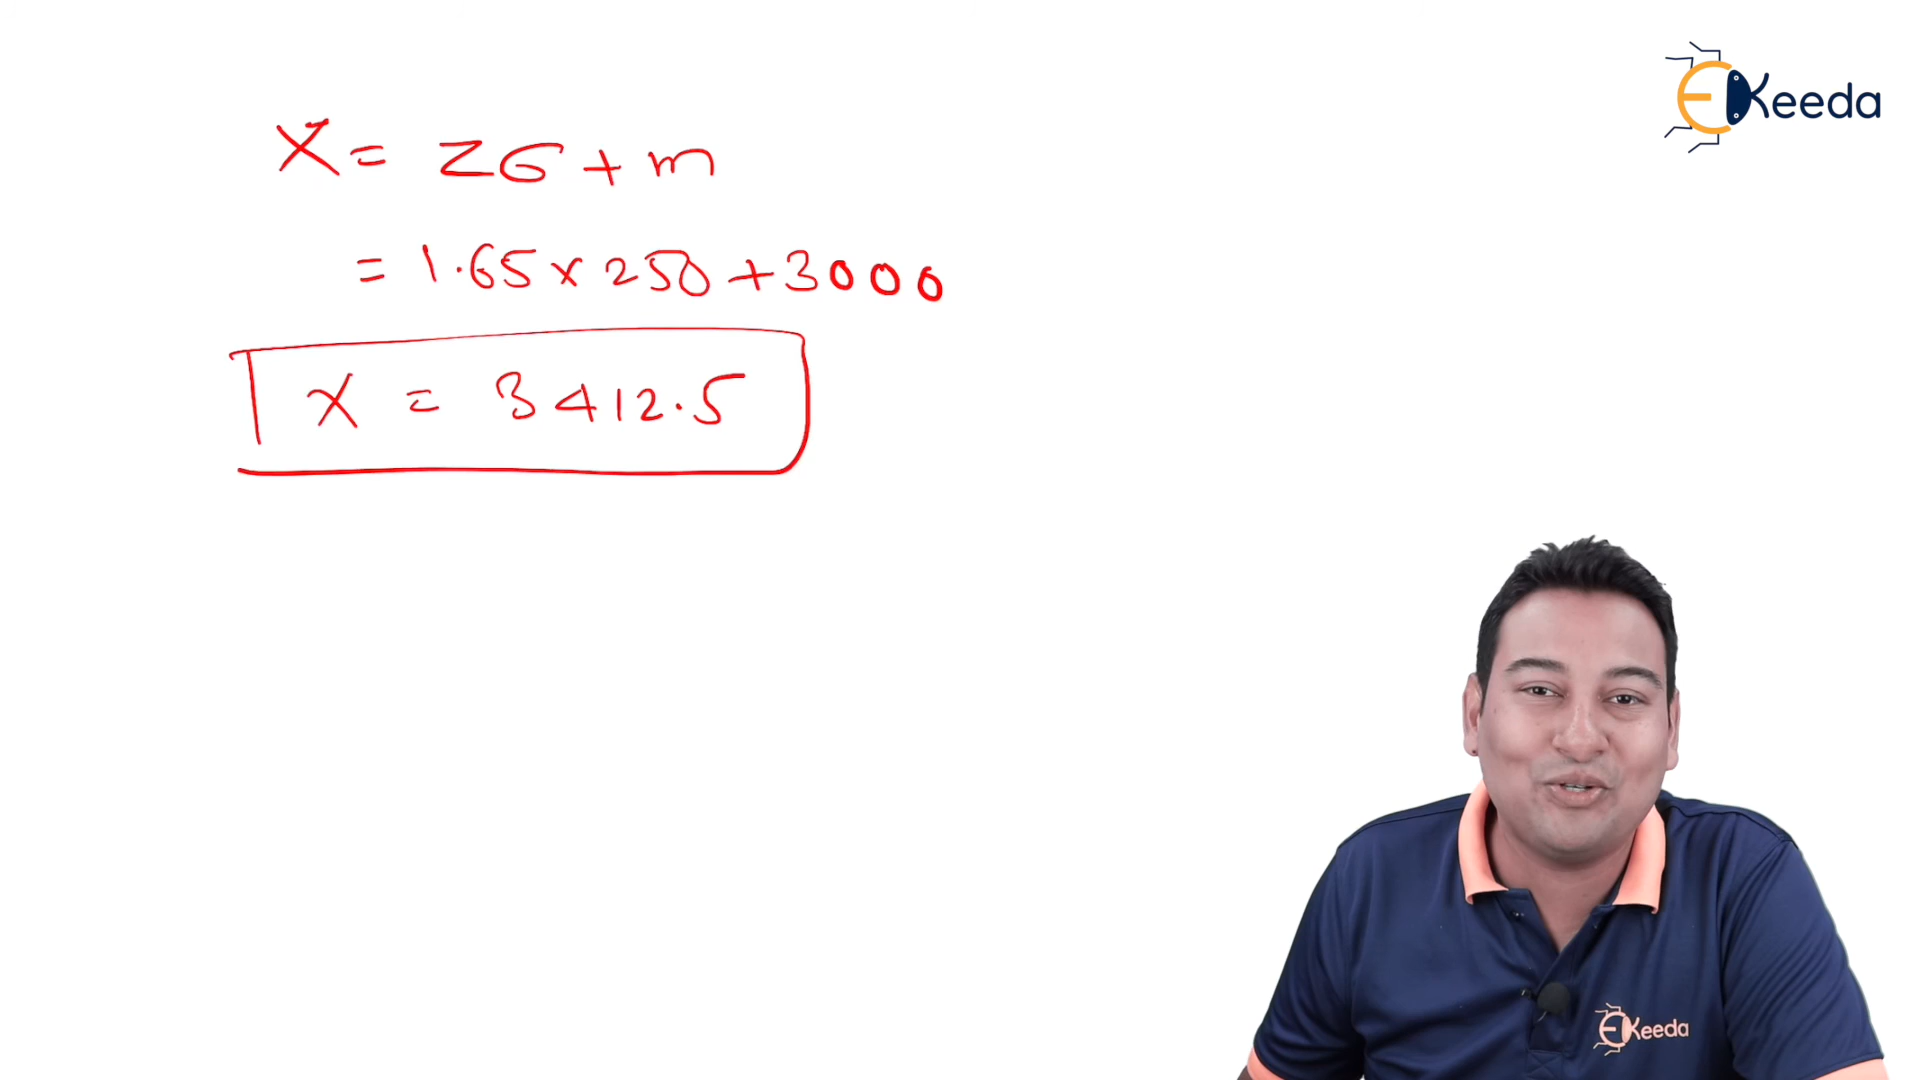 EKeeda
X = Zσ + m
= 1.65 × 250 + 3000
X = 3412.5
EKeeda